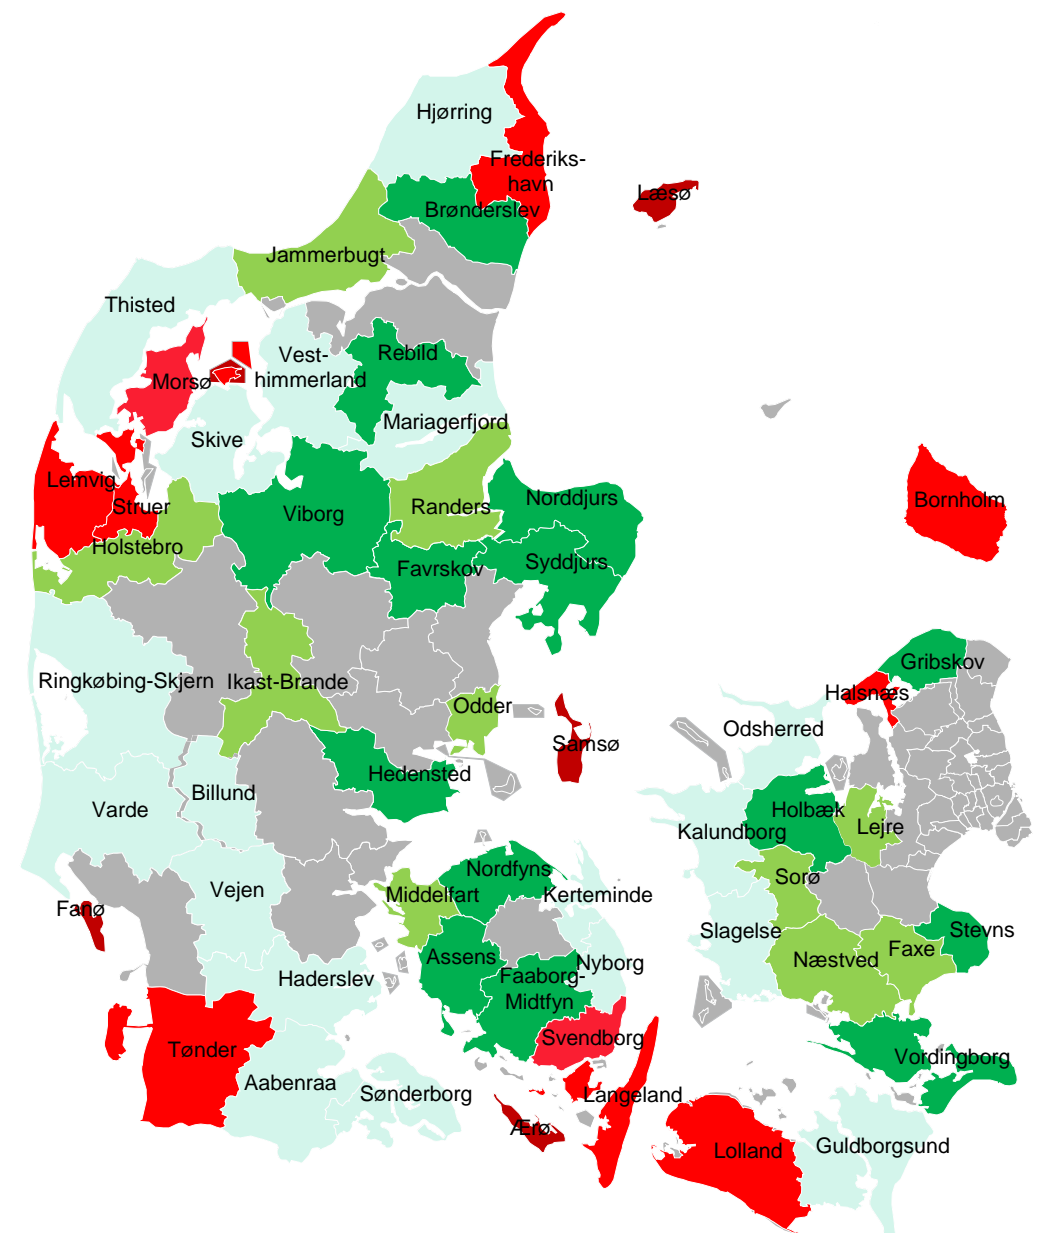 Hjørring
Frederiks-
havn
Læsø
Brønderslev
Jammerbugt
Thisted
Vest-
himmerland
Rebild
Morsø
Mariagerfjord
Skive
Lemvig
Struer
Viborg
Randers
Norddjurs
Bornholm
Holstebro
Favrskov
Syddjurs
Ringkøbing-Skjern
Ikast-Brande
Gribskov
Halsnæs
Odder
Samsø
Odsherred
Hedensted
Varde
Billund
Holbæk
Kalundborg
Lejre
Nordfyns
Vejen
Middelfart
Kerteminde
Sorø
Fanø
Slagelse
Stevns
Assens
Næstved
Faxe
Haderslev
Faaborg-
Midtfyn
Nyborg
Tønder
Svendborg
Vordingborg
Aabenraa
Sønderborg
Langeland
Ærø
Lolland
Guldborgsund